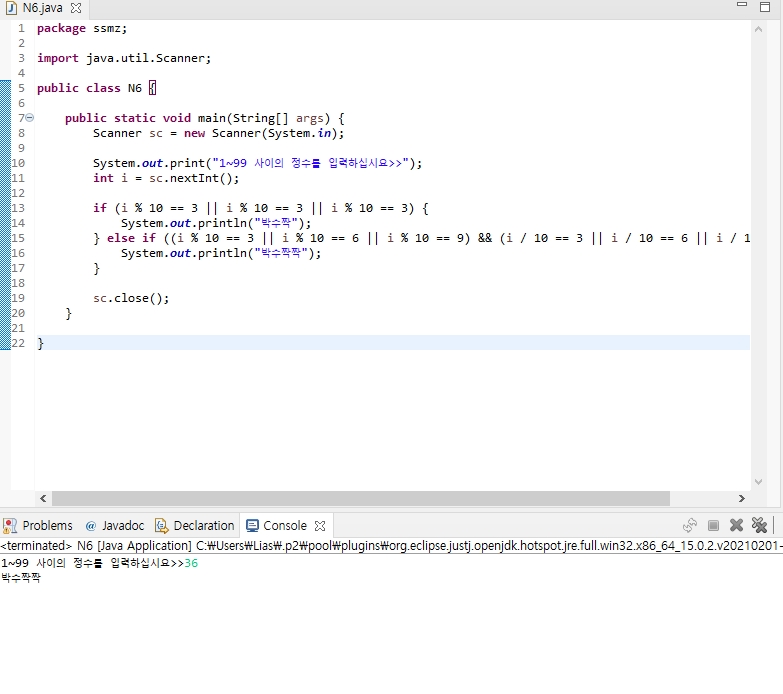 N6.java
1 package ssmz;
2
3 import java.util.Scanner;
4
5 public class N6 {
6
7 public static void main(String[] args) {
8 Scanner sc = new Scanner(System.in);
9
10 System.out.print("1~99 사이의 정수를 입력하십시요>>");
11 int i = sc.nextInt();
12
13 if (i % 10 == 3 || i % 10 == 3 || i % 10 == 3) {
14 System.out.println("박수짝");
15 } else if ((i % 10 == 3 || i % 10 == 6 || i % 10 == 9) && (i / 10 == 3 || i / 10 == 6 || i / 1
16 System.out.println("박수짝짝");
17 }
18
19 sc.close();
20 }
21
22 }
Problems @ Javadoc Declaration Console
<terminated> N6 [Java Application] C:₩Users₩Lias₩.p2₩pool₩plugins₩org.eclipse.justj.openjdk.hotspot.jre.full.win32.x86_64_15.0.2.v20210201-
1~99 사이의 정수를 입력하십시요>>36
박수짝짝